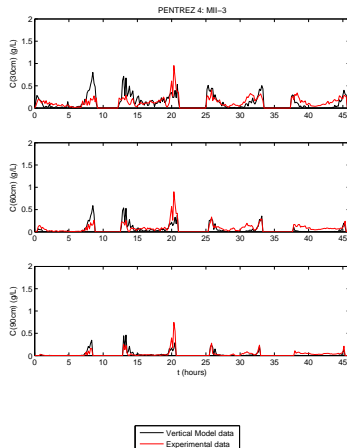 PENTREZ 4: MII−3
C(30cm) (g/L)
2
1.5
1
0.5
0
0 5 10 15 20 25 30 35 40 45
C(60cm) (g/L)
2
1.5
1
0.5
0
0 5 10 15 20 25 30 35 40 45
C(90cm) (g/L)
2
1.5
1
0.5
0
0 5 10 15 20 25 30 35 40 45
t (hours)
Vertical Model data
Experimental data